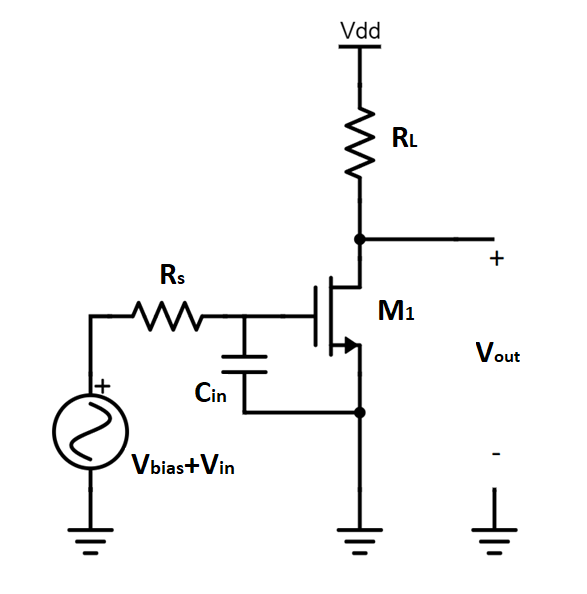 Vdd
RL
+
Rs
M1
Vout
+
Cin
Vbias+Vin
-